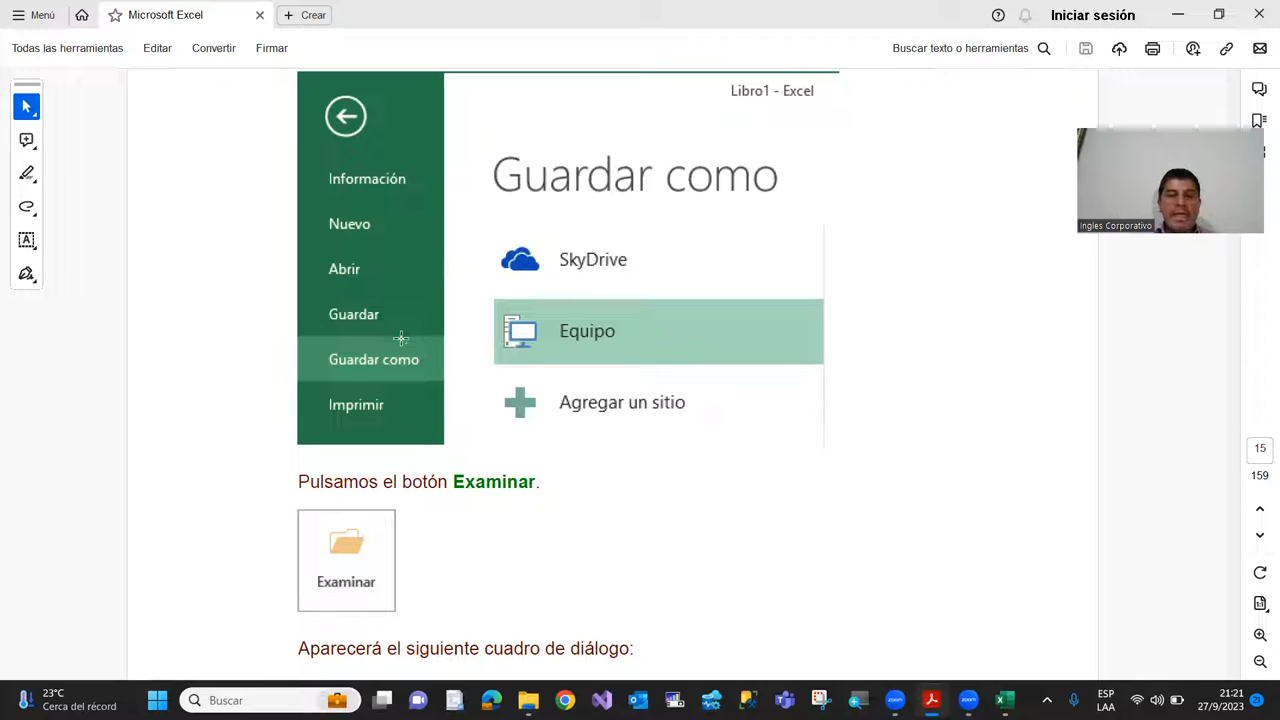 Menú
Microsoft Excel
Crear
Iniciar sesión
Todas las herramientas
Editar
Convertir
Firmar
Buscar texto o herramientas
Libro1 - Excel
Guardar como
Información
Nuevo
Abrir
Guardar
Guardar como
Imprimir
SkyDrive
Equipo
Agregar un sitio
Ingles Corporativo
Pulsamos el botón Examinar.
Examinar
Aparecerá el siguiente cuadro de diálogo:
15
159
23°C
Cerca del récord
Buscar
ESP
LAA
21:21
27/9/2023